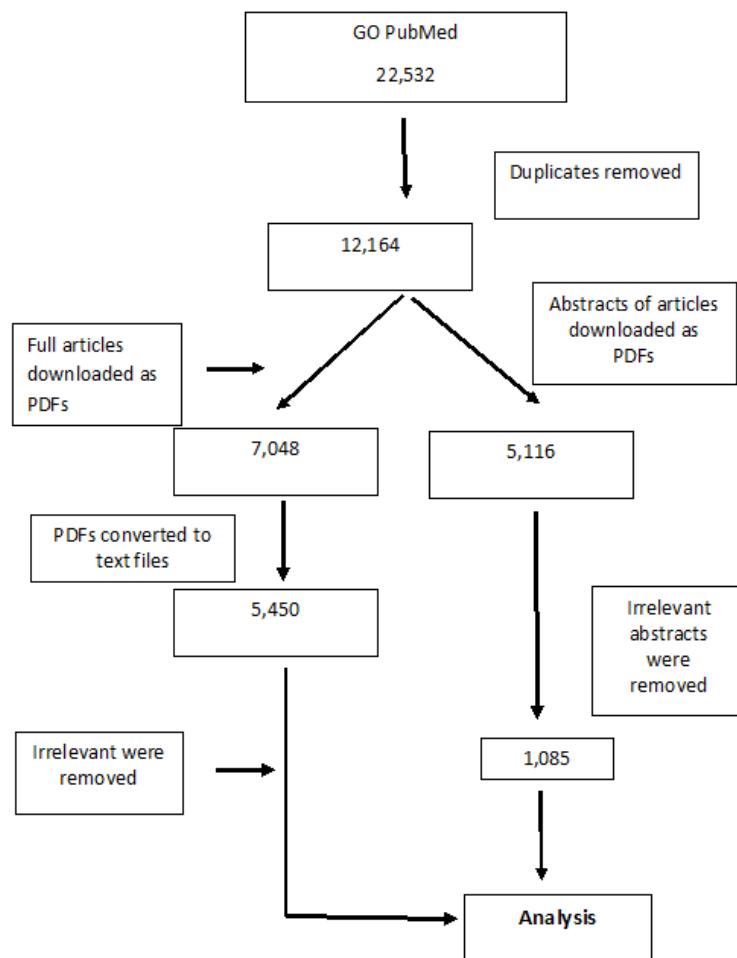 GO PubMed
22,532
Duplicates removed
12,164
Abstracts of articles
downloaded as
PDFs
Full articles
downloaded as
PDFs
7,048
5,116
PDFs converted to
text files
5,450
Irrelevant
abstracts
were
removed
Irrelevant were
removed
1,085
Analysis